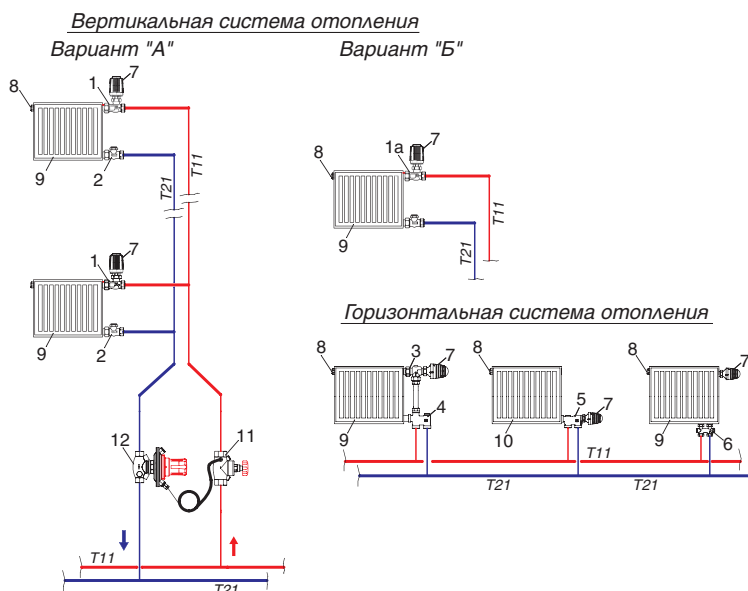 Вертикальная система отопления
Вариант "А"
Вариант "Б"
7
1
8
9
2
T21
T11
7
1
9
2
12
11
T11
T21
7
1а
8
9
T21
T11
Горизонтальная система отопления
8
3
7
4
9
8
5
7
10
8
7
9
6
T11
T21
T21